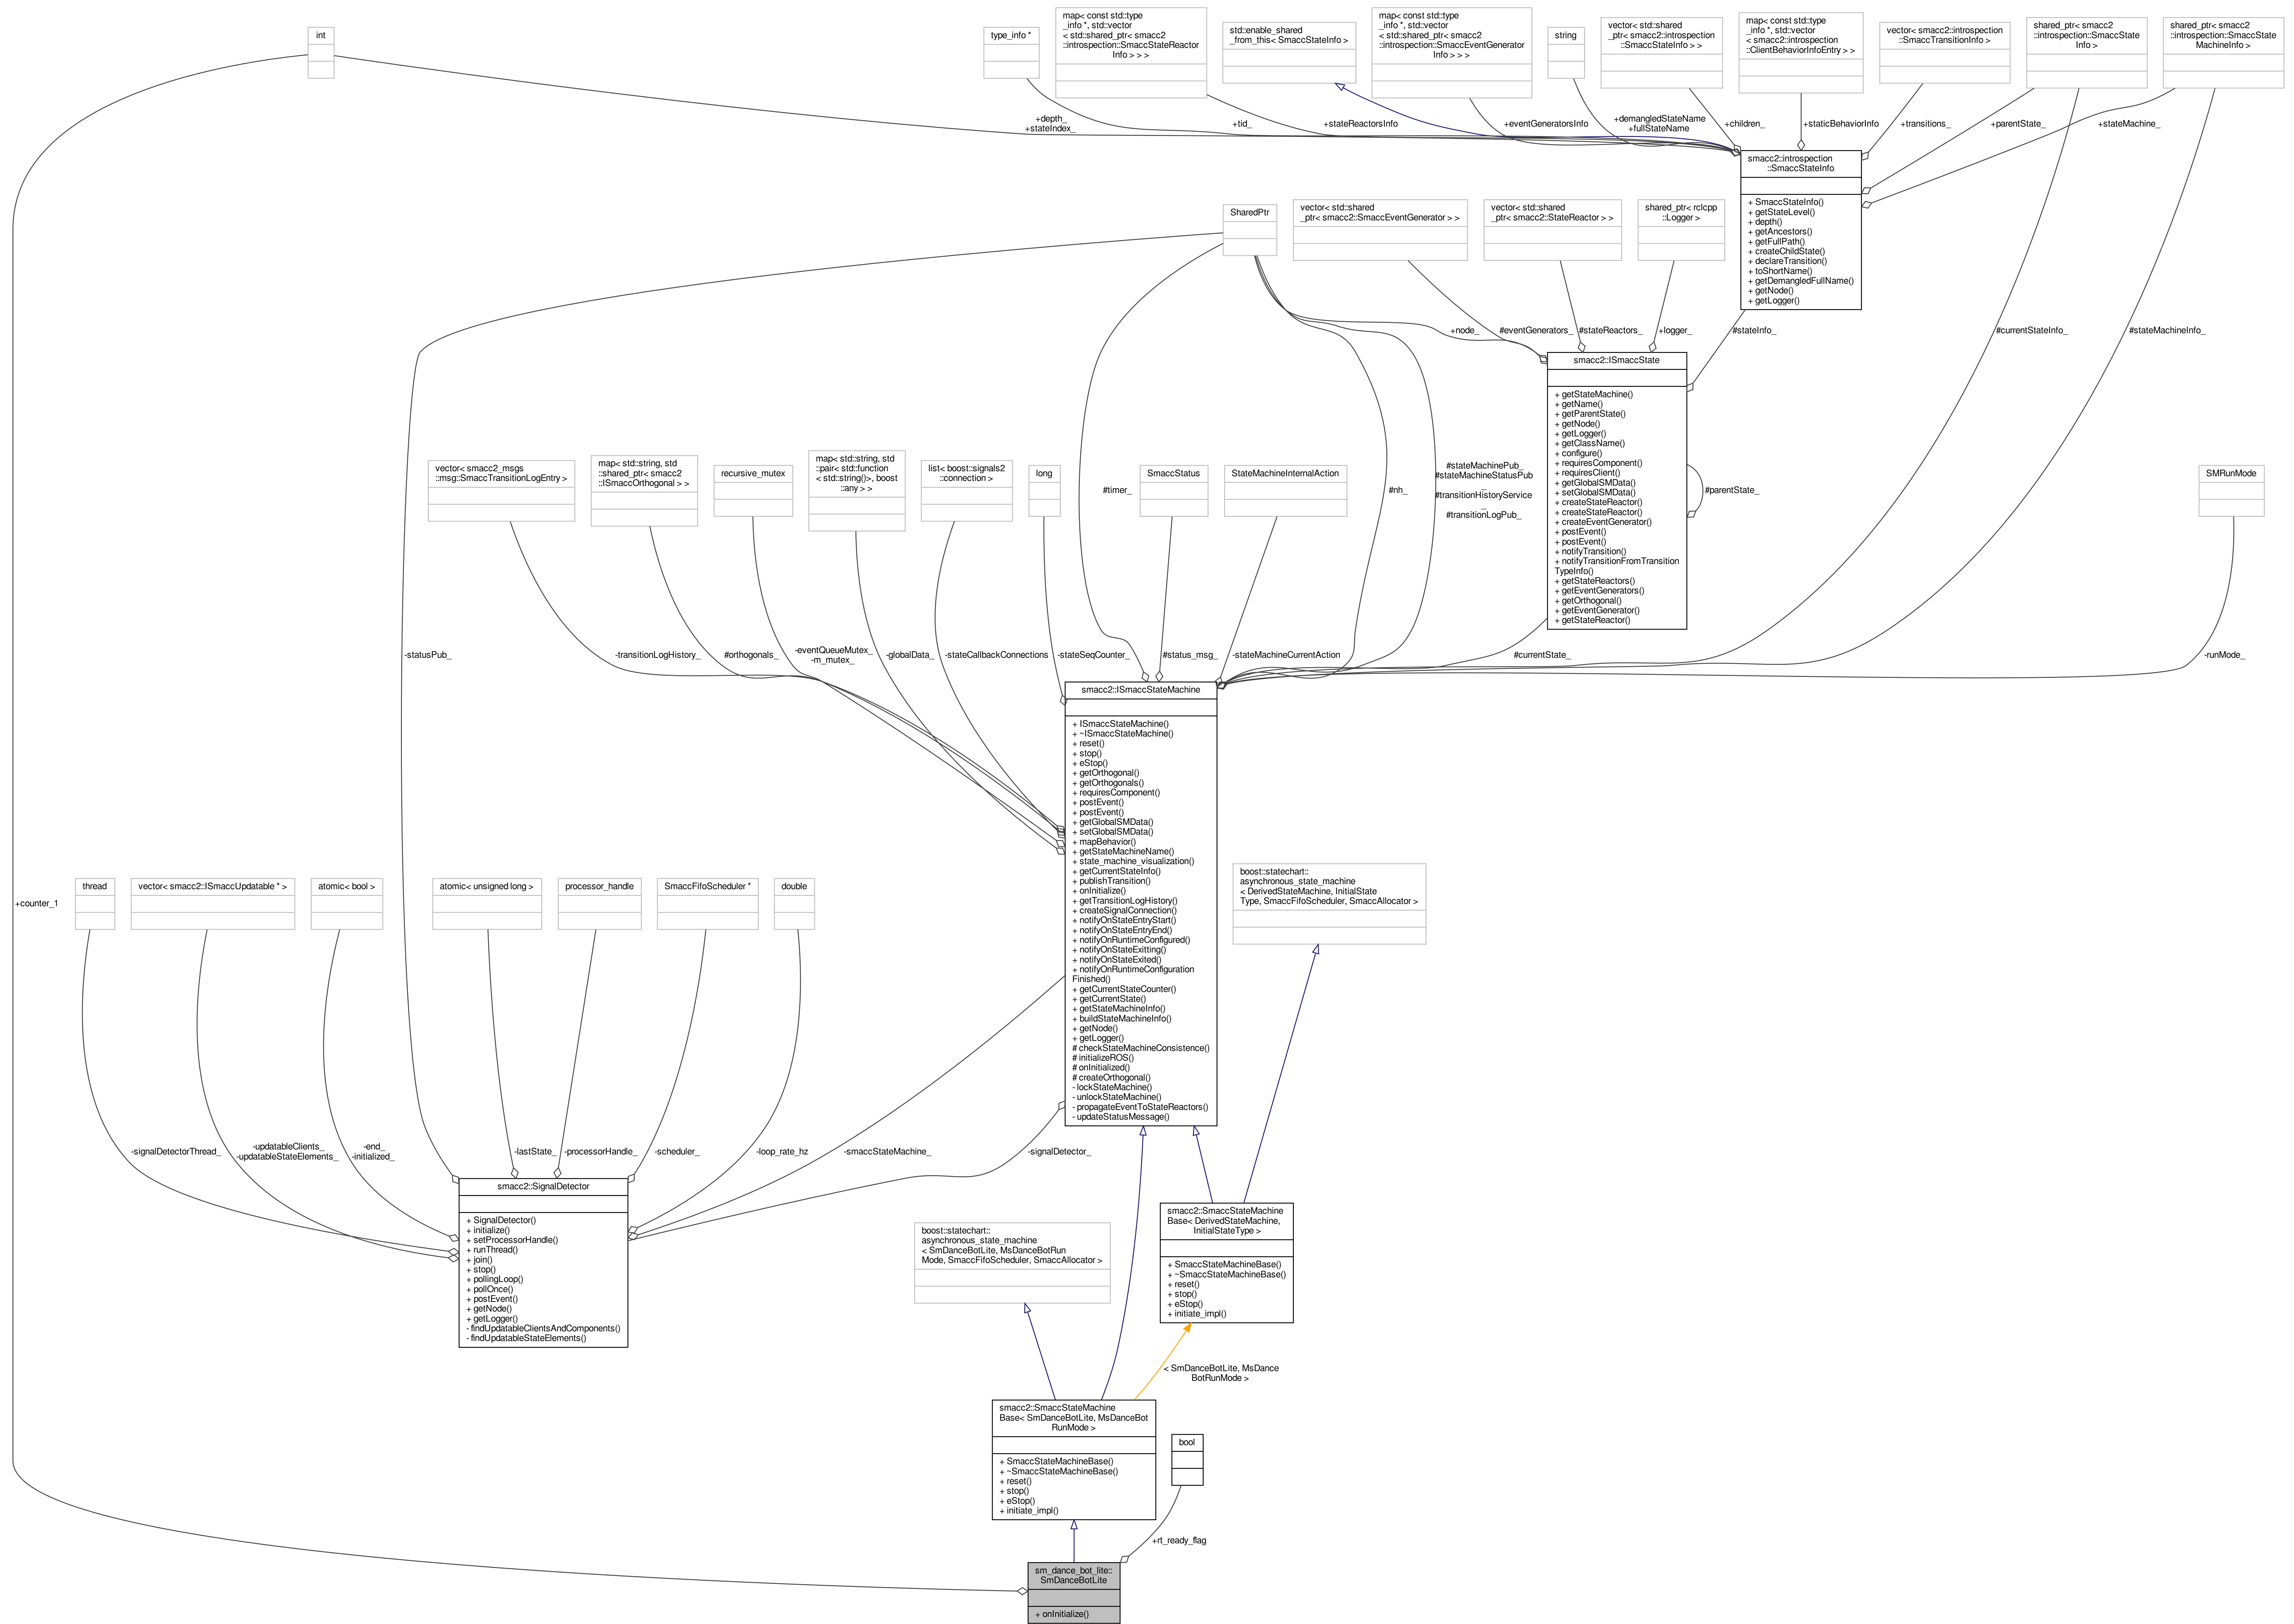 int
type_info *
map< const std::type
_info *, std::vector
< std::shared_ptr< smacc2
::introspection::SmaccStateReactor
Info > > >
std::enable_shared
_from_this< SmaccStateInfo >
map< const std::type
_info *, std::vector
< std::shared_ptr< smacc2
::introspection::SmaccEventGenerator
Info > > >
string
vector< std::shared
_ptr< smacc2::introspection
::SmaccStateInfo > >
map< const std::type
_info *, std::vector
< smacc2::introspection
::ClientBehaviorInfoEntry > >
vector< smacc2::introspection
::SmaccTransitionInfo >
shared_ptr< smacc2
::introspection::SmaccState
Info >
shared_ptr< smacc2
::introspection::SmaccState
MachineInfo >
+depth_
+stateIndex_
+tid_
+stateReactorsInfo
+eventGeneratorsInfo
+demangledStateName
+fullStateName
+children_
+staticBehaviorInfo
+transitions_
+parentState_
+stateMachine_
smacc2::introspection
::SmaccStateInfo
+ SmaccStateInfo()
+ getStateLevel()
+ depth()
+ getAncestors()
+ getFullPath()
+ createChildState()
+ declareTransition()
+ toShortName()
+ getDemangledFullName()
+ getNode()
+ getLogger()
SharedPtr
vector< std::shared
_ptr< smacc2::SmaccEventGenerator > >
vector< std::shared
_ptr< smacc2::StateReactor > >
shared_ptr< rclcpp
::Logger >
+node_
#eventGenerators_
#stateReactors_
+logger_
#stateInfo_
#currentStateInfo_
#stateMachineInfo_
smacc2::ISmaccState
+ getStateMachine()
+ getName()
+ getParentState()
+ getNode()
+ getLogger()
+ getClassName()
+ configure()
+ requiresComponent()
+ requiresClient()
+ getGlobalSMData()
+ setGlobalSMData()
+ createStateReactor()
+ createStateReactor()
+ createEventGenerator()
+ postEvent()
+ postEvent()
+ notifyTransition()
+ notifyTransitionFromTransition
TypeInfo()
+ getStateReactors()
+ getEventGenerators()
+ getOrthogonal()
+ getEventGenerator()
+ getStateReactor()
#parentState_
vector< smacc2_msgs
::msg::SmaccTransitionLogEntry >
map< std::string, std
::shared_ptr< smacc2
::ISmaccOrthogonal > >
recursive_mutex
map< std::string, std
::pair< std::function
< std::string()>, boost
::any > >
list< boost::signals2
::connection >
long
SmaccStatus
StateMachineInternalAction
SMRunMode
#timer_
#nh_
#stateMachinePub_
#stateMachineStatusPub
_
#transitionHistoryService
_
#transitionLogPub_
-statusPub_
-transitionLogHistory_
#orthogonals_
-eventQueueMutex_
-m_mutex_
-globalData_
-stateCallbackConnections
-stateSeqCounter_
#status_msg_
-stateMachineCurrentAction
#currentState_
-runMode_
smacc2::ISmaccStateMachine
+ ISmaccStateMachine()
+ ~ISmaccStateMachine()
+ reset()
+ stop()
+ eStop()
+ getOrthogonal()
+ getOrthogonals()
+ requiresComponent()
+ postEvent()
+ postEvent()
+ getGlobalSMData()
+ setGlobalSMData()
+ mapBehavior()
+ getStateMachineName()
+ state_machine_visualization()
+ getCurrentStateInfo()
+ publishTransition()
+ onInitialize()
+ getTransitionLogHistory()
+ createSignalConnection()
+ notifyOnStateEntryStart()
+ notifyOnStateEntryEnd()
+ notifyOnRuntimeConfigured()
+ notifyOnStateExitting()
+ notifyOnStateExited()
+ notifyOnRuntimeConfiguration
Finished()
+ getCurrentStateCounter()
+ getCurrentState()
+ getStateMachineInfo()
+ buildStateMachineInfo()
+ getNode()
+ getLogger()
# checkStateMachineConsistence()
# initializeROS()
# onInitialized()
# createOrthogonal()
- lockStateMachine()
- unlockStateMachine()
- propagateEventToStateReactors()
- updateStatusMessage()
+counter_1
thread
vector< smacc2::ISmaccUpdatable * >
atomic< bool >
atomic< unsigned long >
processor_handle
SmaccFifoScheduler *
double
boost::statechart::
asynchronous_state_machine
< DerivedStateMachine, InitialState
Type, SmaccFifoScheduler, SmaccAllocator >
-signalDetectorThread_
-updatableClients_
-updatableStateElements_
-end_
-initialized_
-lastState_
-processorHandle_
-scheduler_
-loop_rate_hz
-smaccStateMachine_
-signalDetector_
smacc2::SignalDetector
+ SignalDetector()
+ initialize()
+ setProcessorHandle()
+ runThread()
+ join()
+ stop()
+ pollingLoop()
+ pollOnce()
+ postEvent()
+ getNode()
+ getLogger()
- findUpdatableClientsAndComponents()
- findUpdatableStateElements()
boost::statechart::
asynchronous_state_machine
< SmDanceBotLite, MsDanceBotRun
Mode, SmaccFifoScheduler, SmaccAllocator >
smacc2::SmaccStateMachine
Base< DerivedStateMachine,
InitialStateType >
+ SmaccStateMachineBase()
+ ~SmaccStateMachineBase()
+ reset()
+ stop()
+ eStop()
+ initiate_impl()
< SmDanceBotLite, MsDance
BotRunMode >
smacc2::SmaccStateMachine
Base< SmDanceBotLite, MsDanceBot
RunMode >
+ SmaccStateMachineBase()
+ ~SmaccStateMachineBase()
+ reset()
+ stop()
+ eStop()
+ initiate_impl()
bool
+rt_ready_flag
sm_dance_bot_lite::
SmDanceBotLite
+ onInitialize()